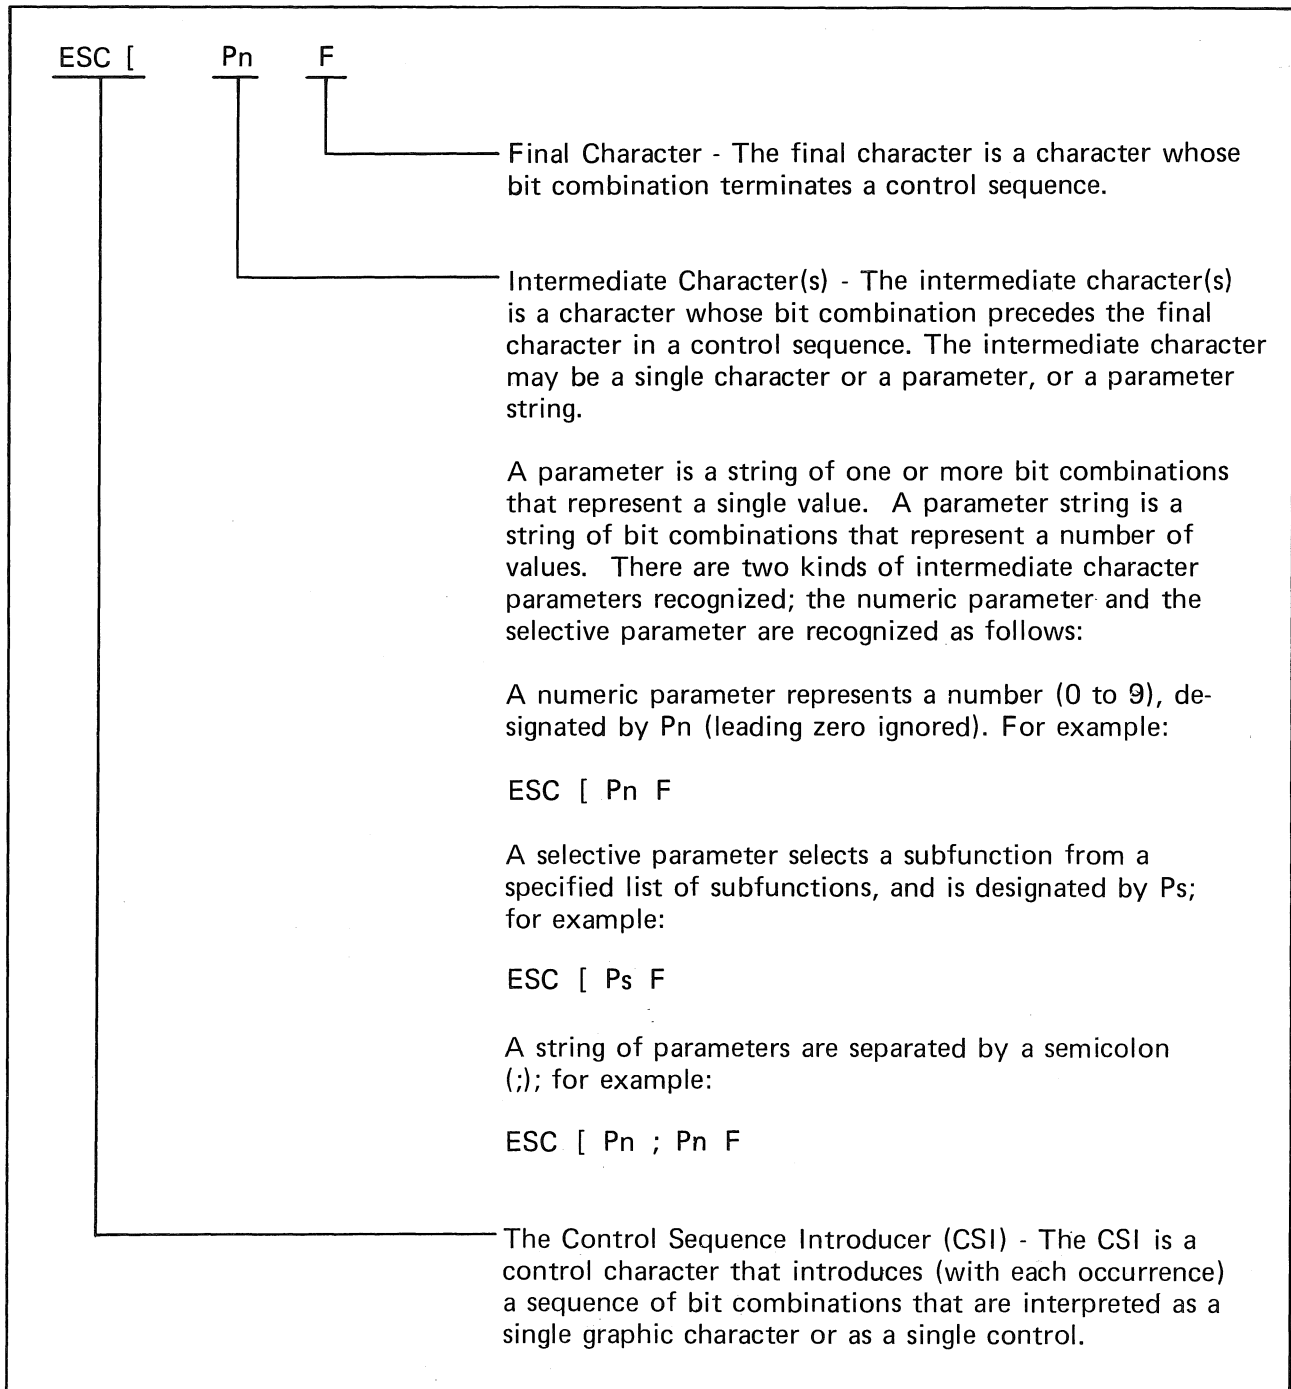 ESC [ Pn F
Final Character - The final character is a character whose
bit combination terminates a control sequence.
Intermediate Character(s) - The intermediate character(s)
is a character whose bit combination precedes the final
character in a control sequence. The intermediate character
may be a single character or a parameter, or a parameter
string.
A parameter is a string of one or more bit combinations
that represent a single value. A parameter string is a
string of bit combinations that represent a number of
values. There are two kinds of intermediate character
parameters recognized; the numeric parameter and the
selective parameter are recognized as follows:
A numeric parameter represents a number (0 to 9), de-
signated by Pn (leading zero ignored). For example:
ESC [ Pn F
A selective parameter selects a subfunction from a
specified list of subfunctions, and is designated by Ps;
for example:
ESC [ Ps F
A string of parameters are separated by a semicolon
(;); for example:
ESC [ Pn ; Pn F
The Control Sequence Introducer (CSI) - The CSI is a
control character that introduces (with each occurrence)
a sequence of bit combinations that are interpreted as a
single graphic character or as a single control.